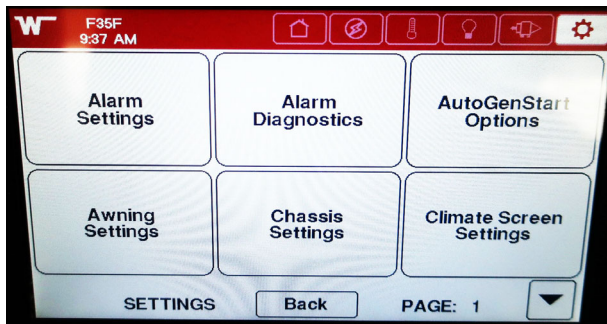 W F35F
9:37 AM
Alarm
Settings
Alarm
Diagnostics
AutoGenStart
Options
Awning
Settings
Chassis
Settings
Climate Screen
Settings
SETTINGS Back PAGE: 1